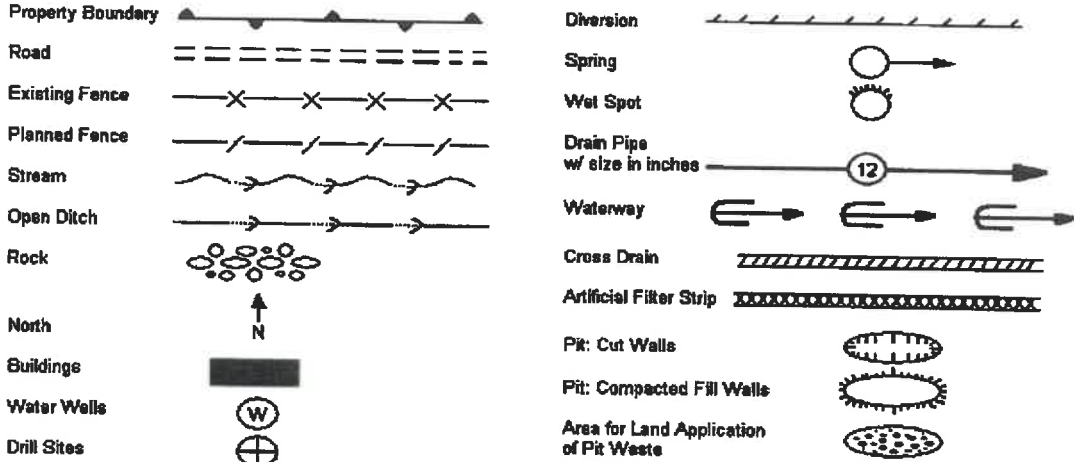 Property Boundary
Road
Existing Fence
Planned Fence
Stream
Open Ditch
Rock
North
N
Buildings
Water Wells
W
Drill Sites
Diversion
Spring
Wet Spot
Drain Pipe
w/ size in inches
12
Waterway
Cross Drain
Artificial Filter Strip
Pit: Cut Walls
Pit: Compacted Fill Walls
Area for Land Application
of Pit Waste